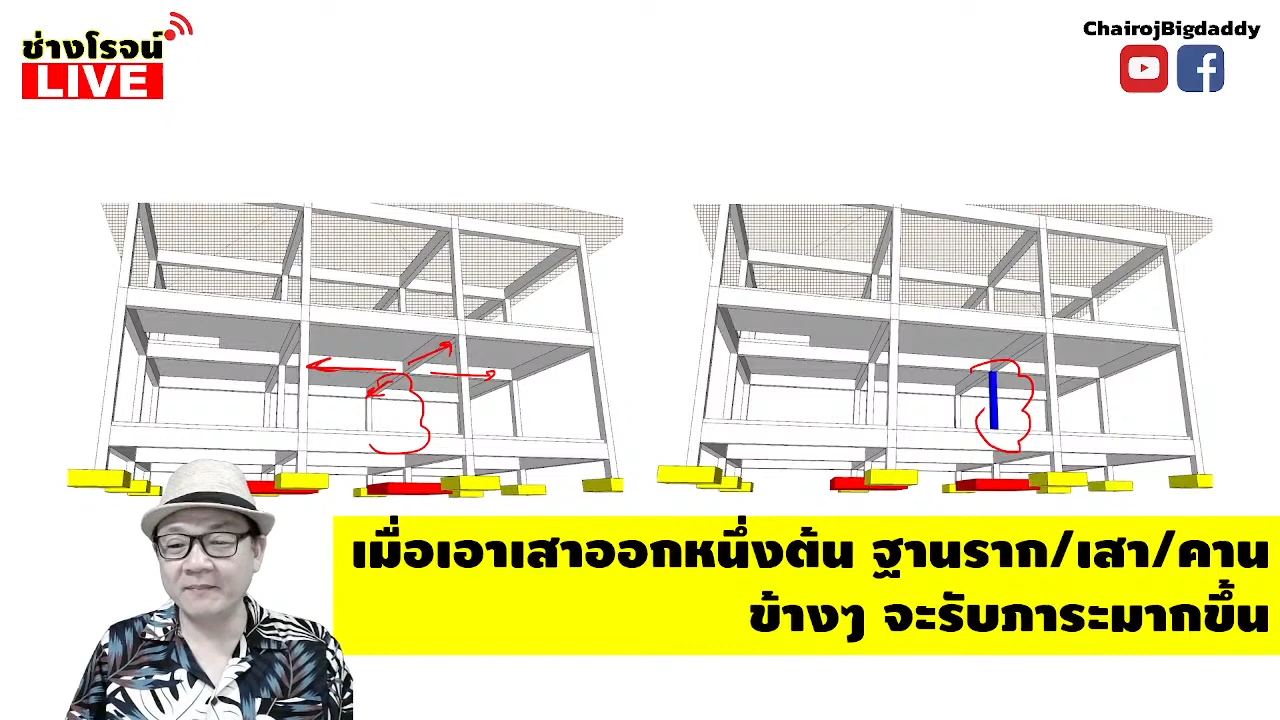 ช่างโรจน์
LIVE
ChairojBigdaddy
เมื่อเอาเสาออกหนึ่งต้น ฐานราก/เสา/คาน
ข้างๆ จะรับภาระมากขึ้น